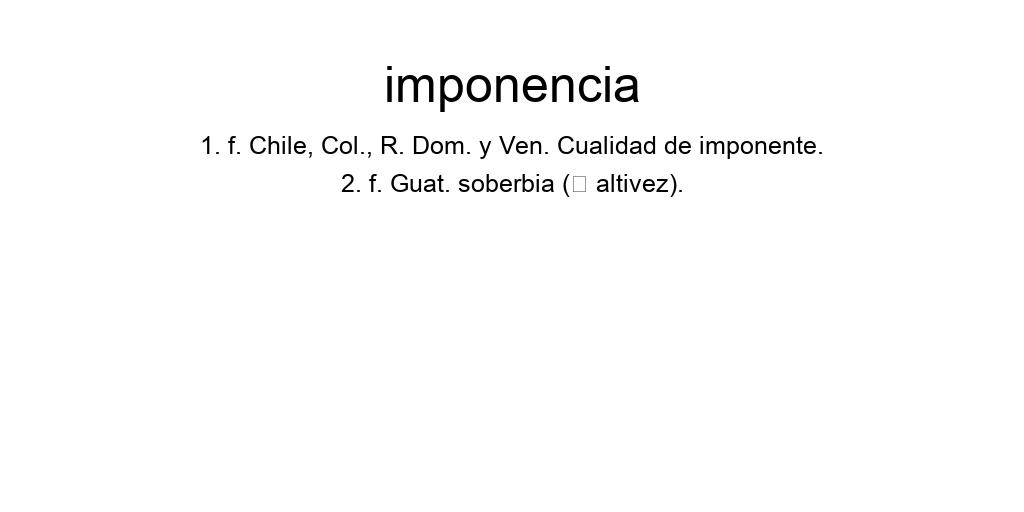 imponencia
1. f. Chile, Col., R. Dom. y Ven. Cualidad de imponente.
2. f. Guat. soberbia (□ altivez).